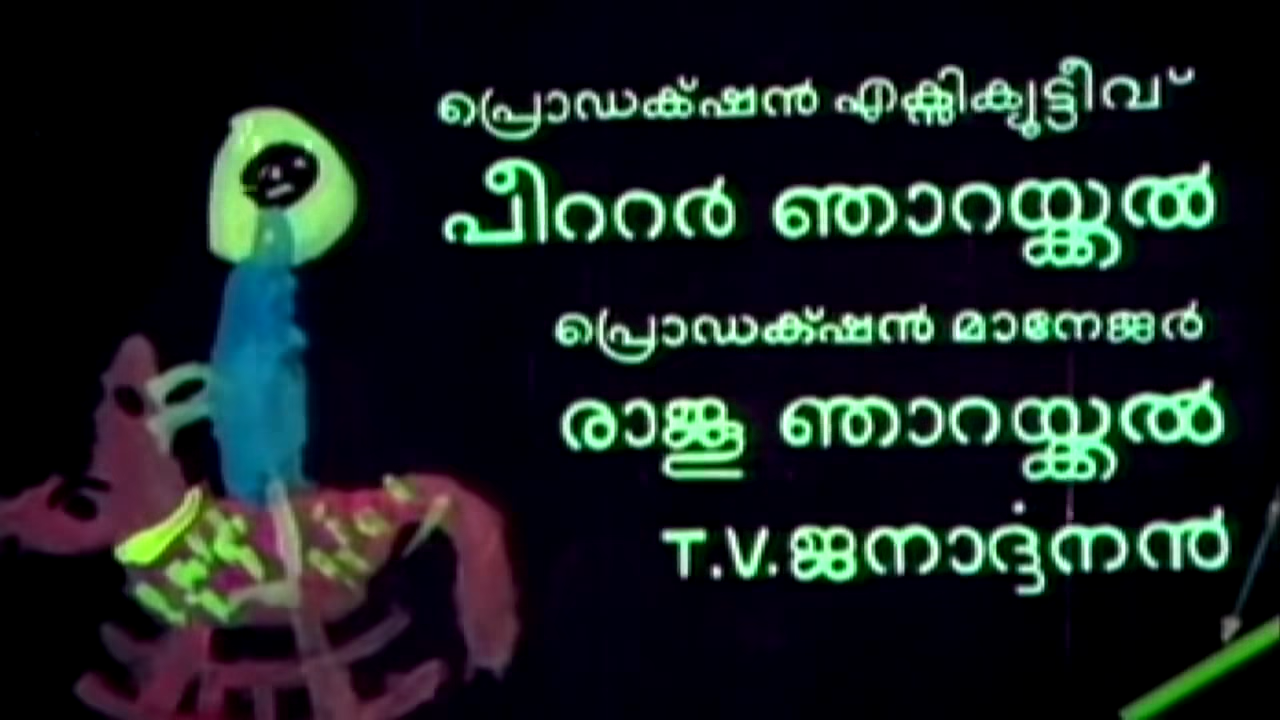 പ്രൊഡക്ഷൻ എക്സിക്യൂട്ടീവ്
പീററർ ഞാറയ്ക്കൽ
പ്രൊഡക്ഷൻ മാനേജർ
രാജു ഞാറയ്ക്കൽ
T.V. ജനാർദ്ദനൻ